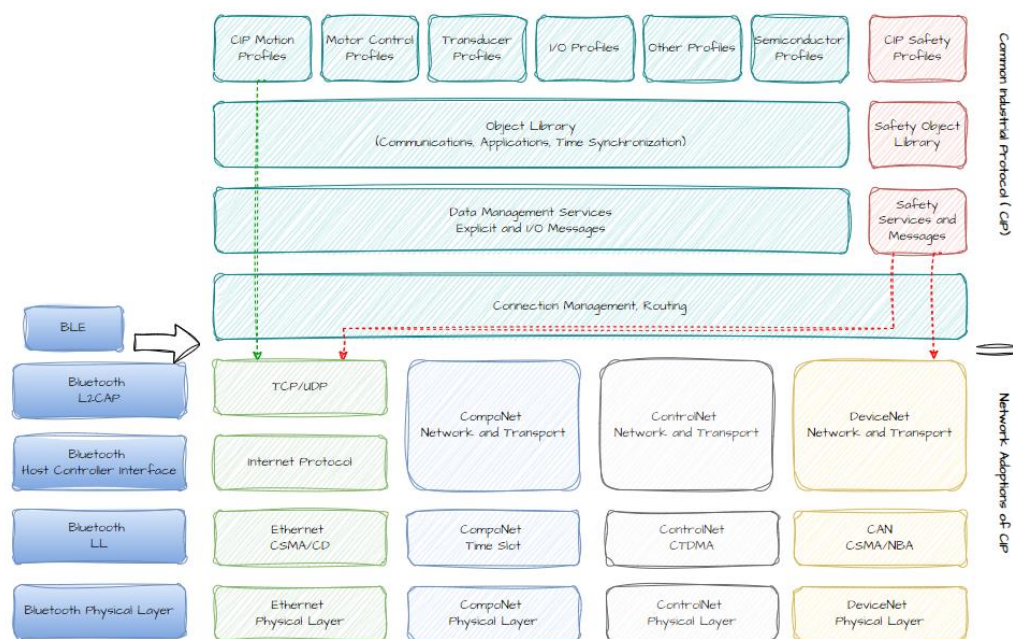 CIP Motion
Profiles
Motor Control
Profiles
Transducer
Profiles
I/O Profiles
Other Profiles
Semiconductor
Profiles
CIP Safety
Profiles
Object Library
(Communications, Applications, Time Synchronization)
Safety Object
Library
Data Management Services
Explicit and I/O Messages
Safety
Services and
Messages
Connection Management, Routing
Common Industrial Protocol ( CIP)
BLE
Bluetooth
L2CAP
TCP/UDP
CompoNet
Network and Transport
ControlNet
Network and Transport
DeviceNet
Network and Transport
Bluetooth
Host Controller Interface
Internet Protocol
Bluetooth
LL
Ethernet
CSMA/CD
CompoNet
Time Slot
ControlNet
CTDMA
CAN
CSMA/NBA
Bluetooth Physical Layer
Ethernet
Physical Layer
CompoNet
Physical Layer
ControlNet
Physical Layer
DeviceNet
Physical Layer
Network Adoptions of CIP